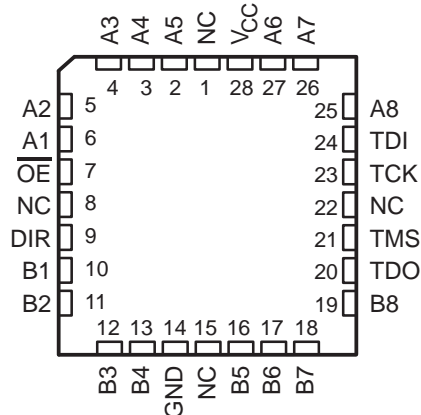 A3 A4 A5 NC VCC A6 A7
4 3 2 1 28 27 26
A2 5 25 A8
A1 6 24 TDI
OE 7 23 TCK
NC 8 22 NC
DIR 9 21 TMS
B1 10 20 TDO
B2 11 19 B8
12 13 14 15 16 17 18
B3 B4 GND NC B5 B6 B7